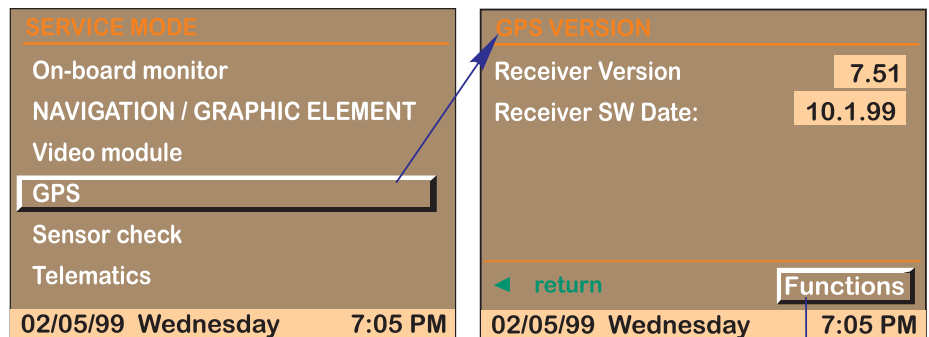 SERVICE MODE
On-board monitor
NAVIGATION / GRAPHIC ELEMENT
Video module
GPS
Sensor check
Telematics
02/05/99 Wednesday 7:05 PM
GPS VERSION
Receiver Version 7.51
Receiver SW Date: 10.1.99
◄ return Functions
02/05/99 Wednesday 7:05 PM